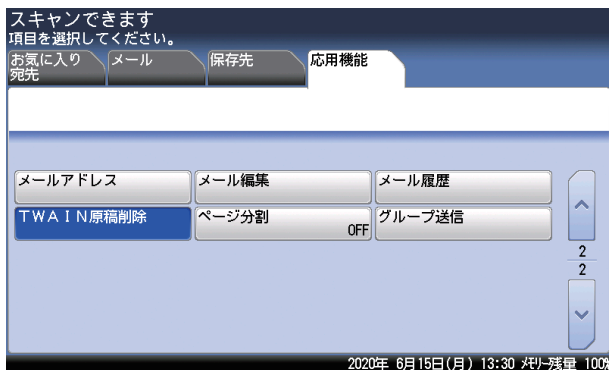 スキャンできます
項目を選択してください。
お気に入り
宛先
メール
保存先
応用機能
メールアドレス
メール編集
メール履歴
TWAIN原稿削除
ページ分割
OFF
グループ送信
2
2
2020年 6月15日(月) 13:30 メモリー残量 100%